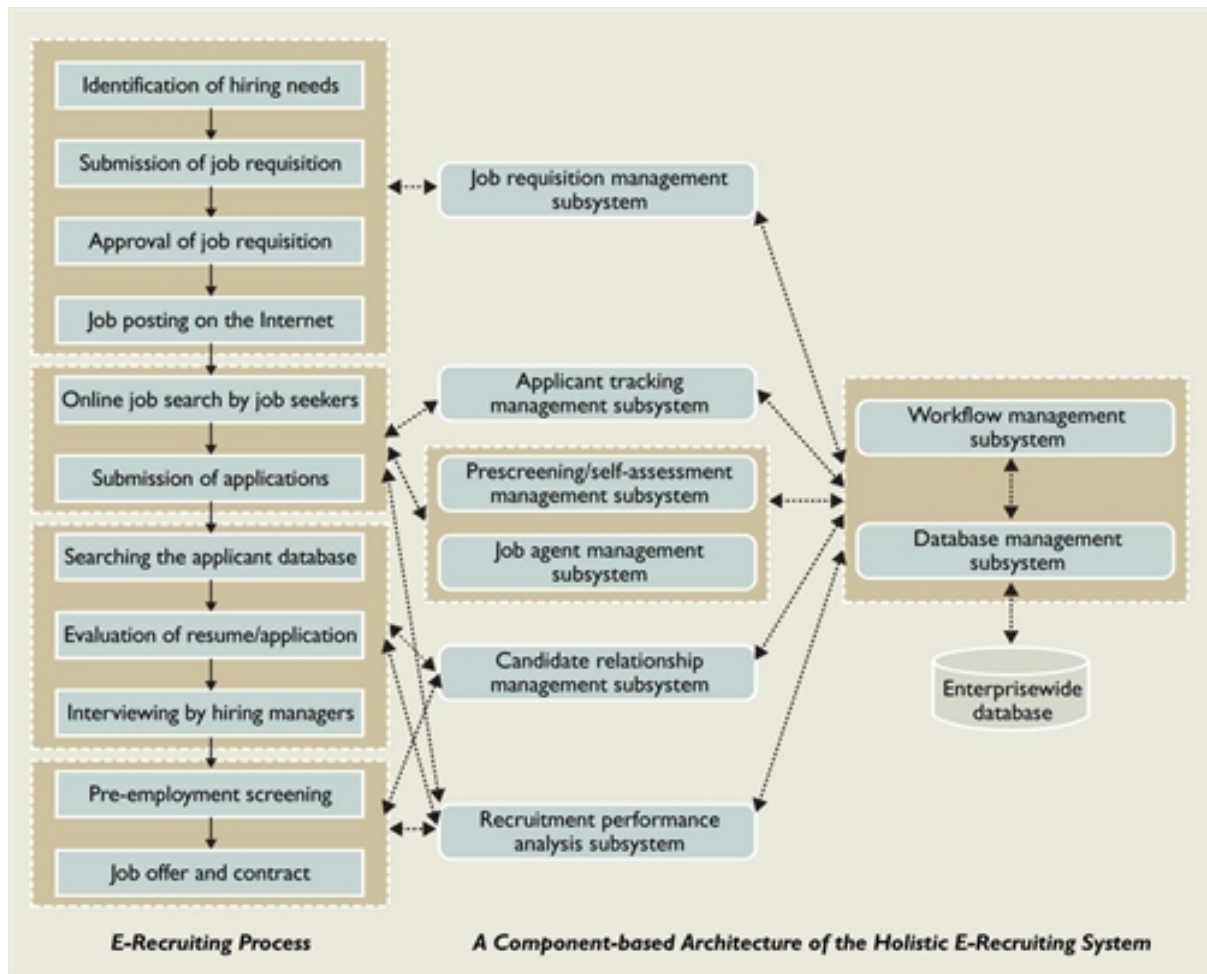 Identification of hiring needs
Submission of job requisition
Approval of job requisition
Job posting on the Internet
Online job search by job seekers
Submission of applications
Searching the applicant database
Evaluation of resume/application
Interviewing by hiring managers
Pre-employment screening
Job offer and contract
E-Recruiting Process
Job requisition management
subsystem
Applicant tracking
management subsystem
Prescreening/self-assessment
management subsystem
Job agent management
subsystem
Candidate relationship
management subsystem
Recruitment performance
analysis subsystem
Workflow management
subsystem
Database management
subsystem
Enterprisewide
database
A Component-based Architecture of the Holistic E-Recruiting System